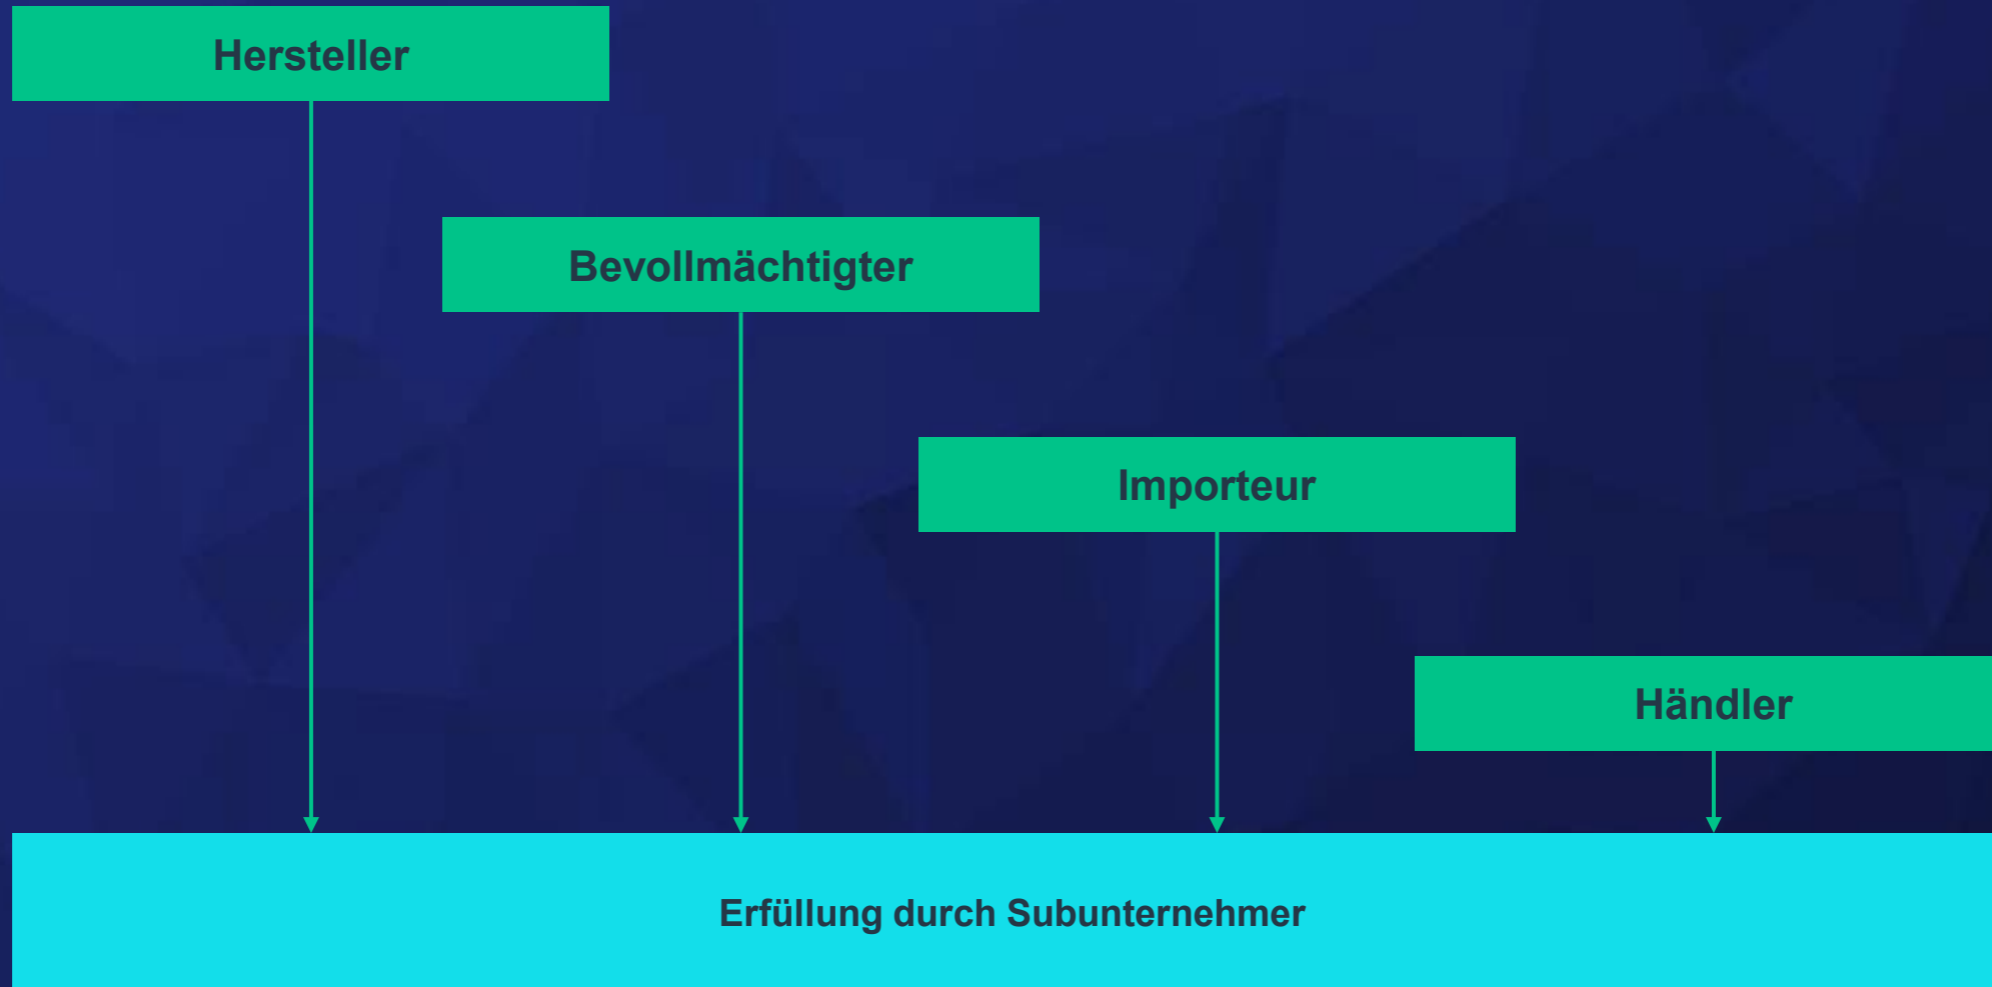 Hersteller
Bevollmächtigter
Importeur
Händler
Erfüllung durch Subunternehmer